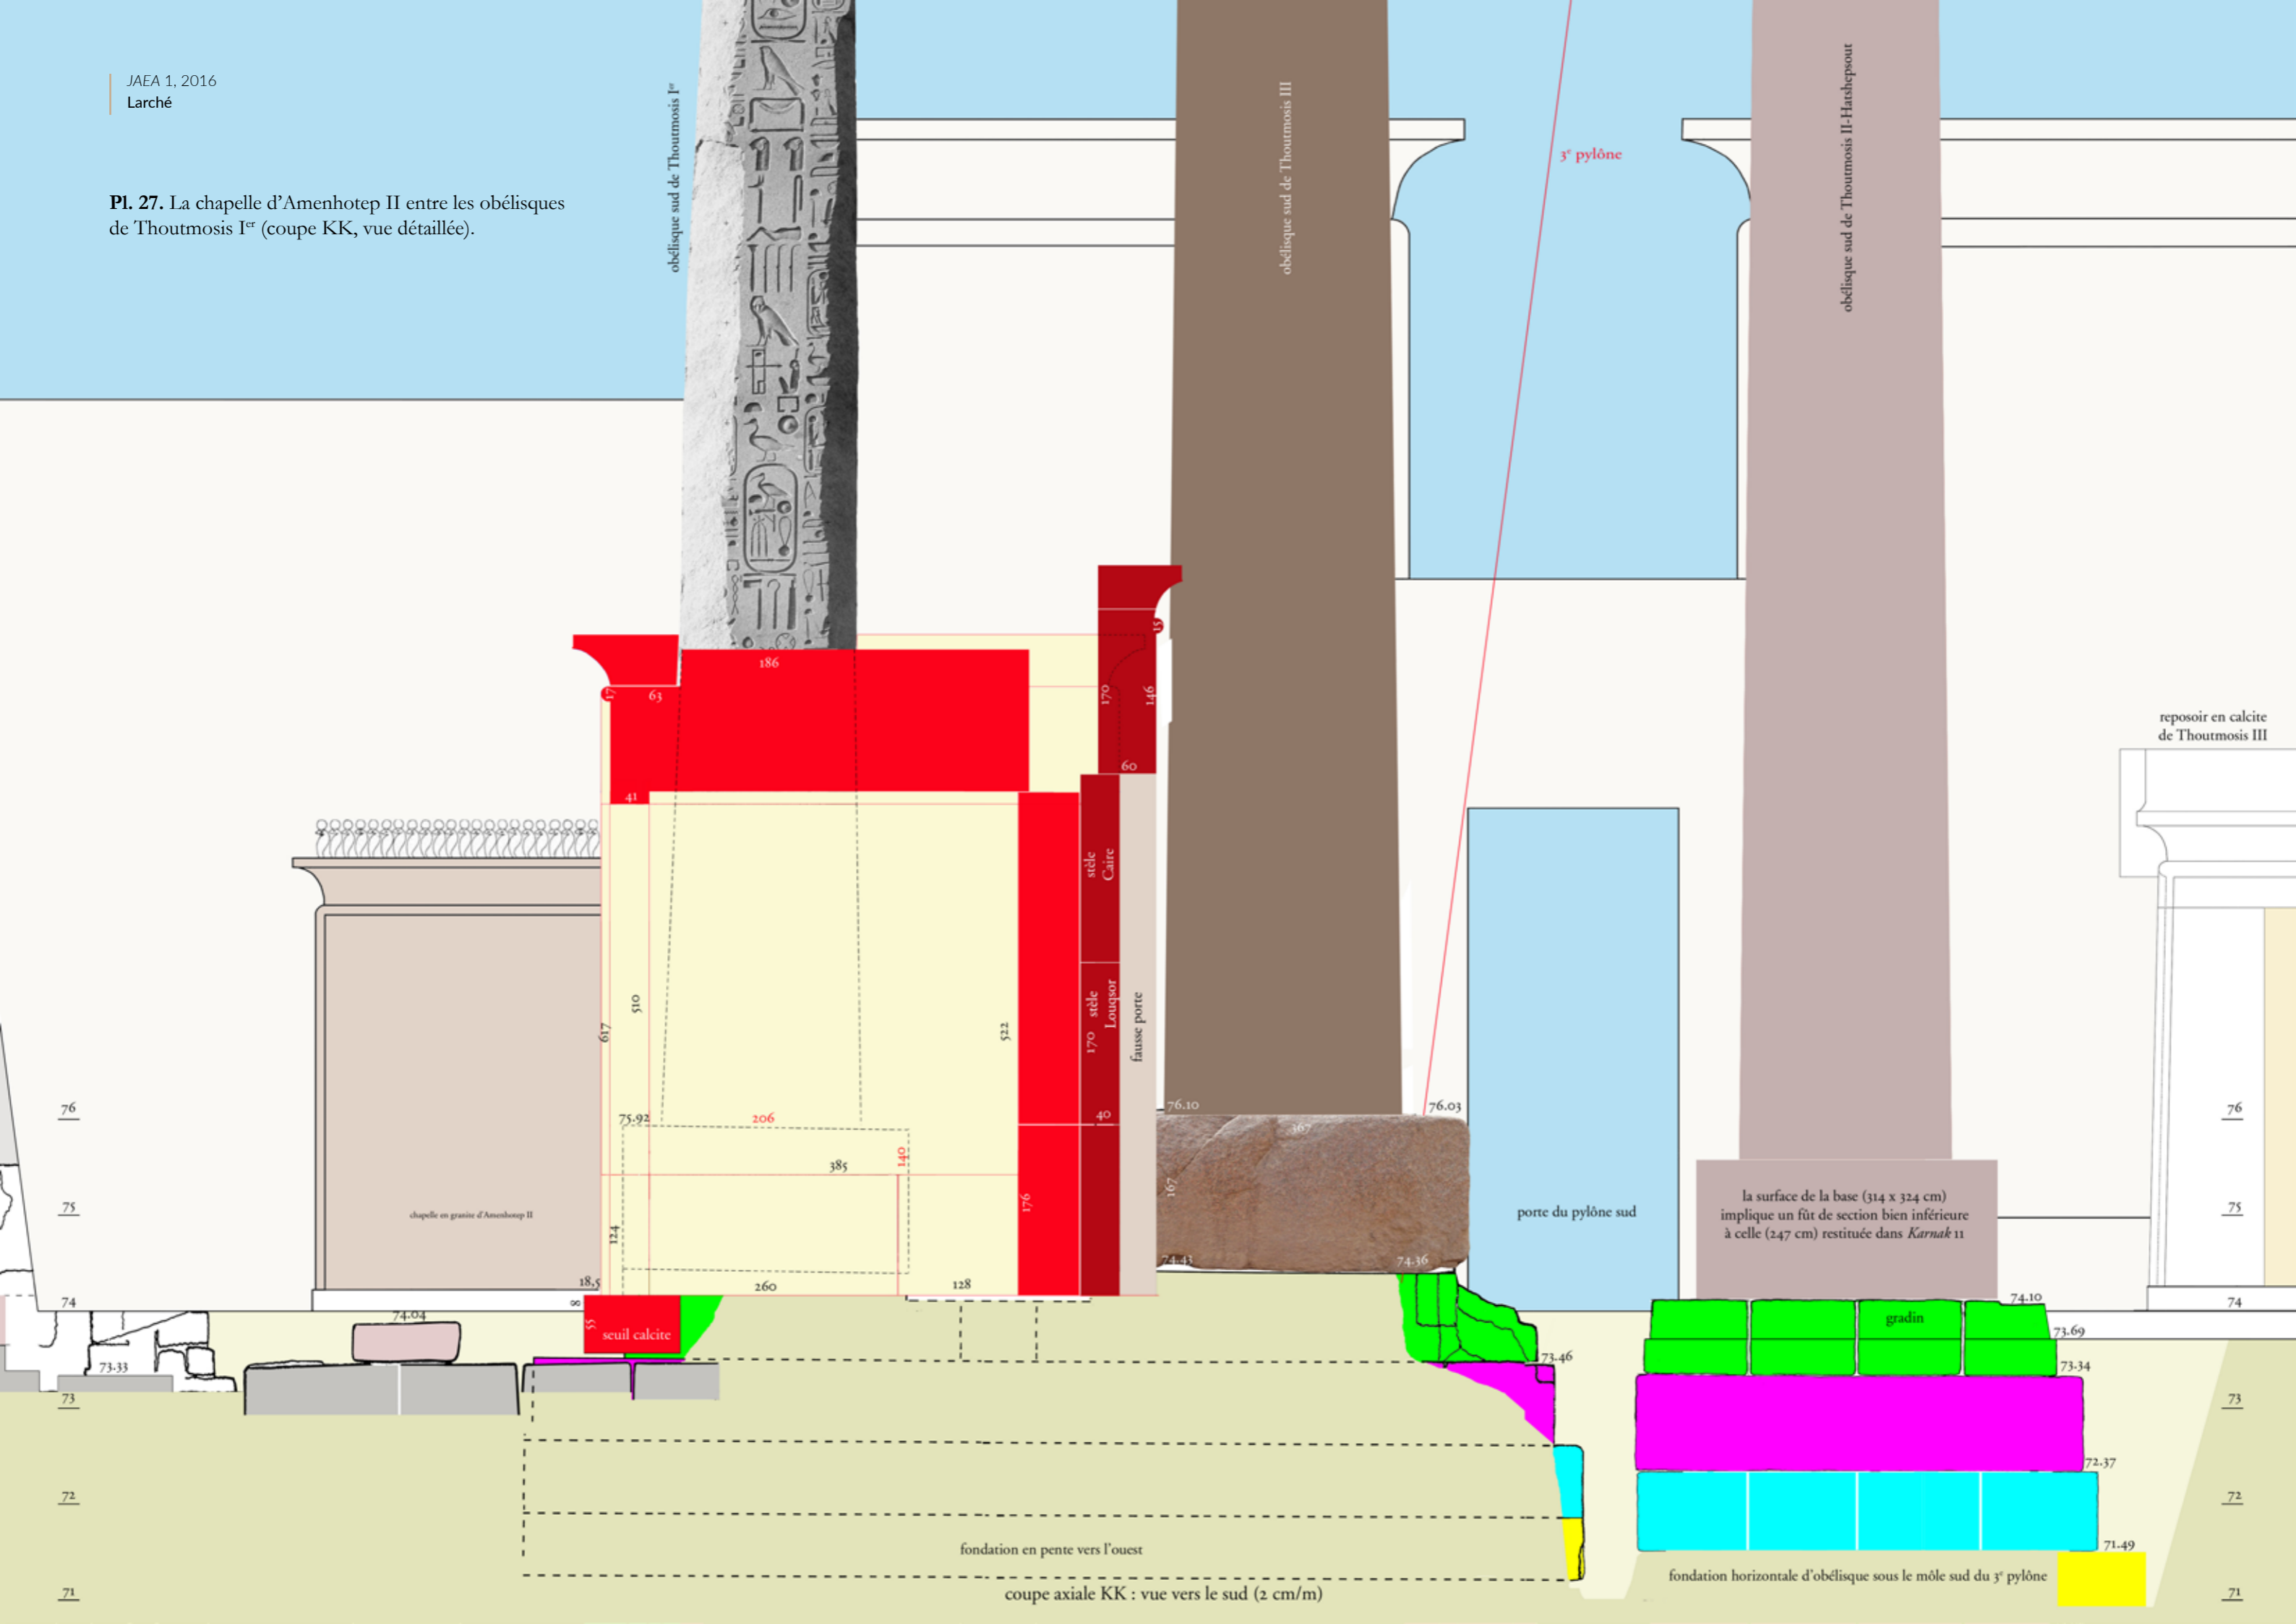 JAEA 1, 2016
Larché
Pl. 27. La chapelle d’Amenhotep II entre les obélisques
de Thoutmosis Ier (coupe KK, vue détaillée).
obélisque sud de Thoutmosis Ier
obélisque sud de Thoutmosis III
3e pylône
obélisque sud de Thoutmosis II-Hatshepsout
186
17
63
41
15
170
146
60
reposoir en calcite
de Thoutmosis III
stèle
Caire
510
617
522
stèle
Louqsor
170
fausse porte
40
76
75.92
206
76.10
76.03
367
76
385
140
124
176
167
75
chapelle en granite d’Amenhotep II
porte du pylône sud
la surface de la base (314 x 324 cm)
implique un fût de section bien inférieure
à celle (247 cm) restituée dans Karnak 11
75
74.43
74.36
18,5
260
128
8
74
74.04
55
seuil calcite
gradin
74.10
74
73.69
73.33
73.46
73.34
73
73
72.37
72
72
fondation en pente vers l’ouest
71.49
fondation horizontale d’obélisque sous le môle sud du 3e pylône
71
coupe axiale KK : vue vers le sud (2 cm/m)
71